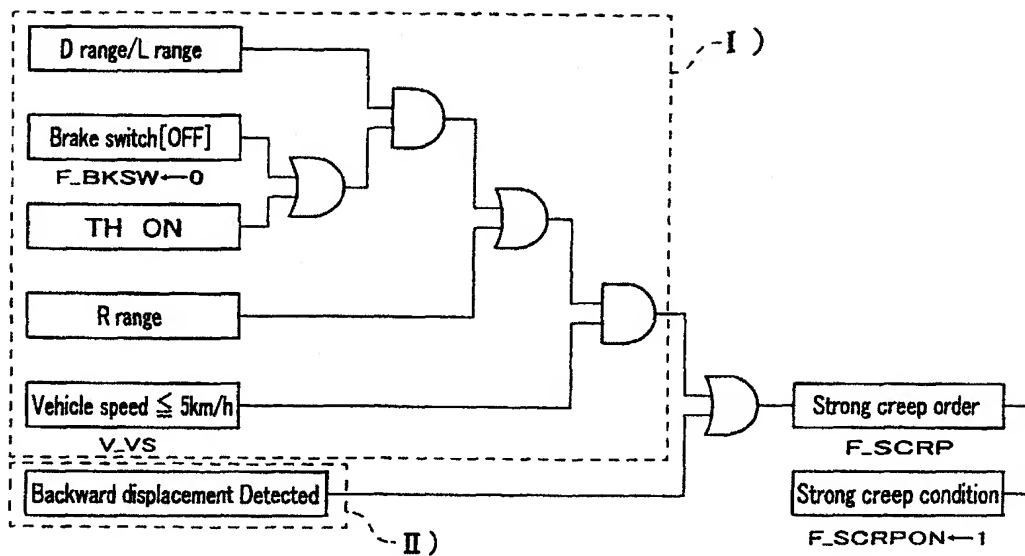 D range/L range
I )
Brake switch[OFF]
F_BKSW←0
TH ON
R range
Vehicle speed ≦ 5km/h
V_VS
Strong creep order
F_SCRP
Backward displacement Detected
Strong creep condition
II )
F_SCRPON←1